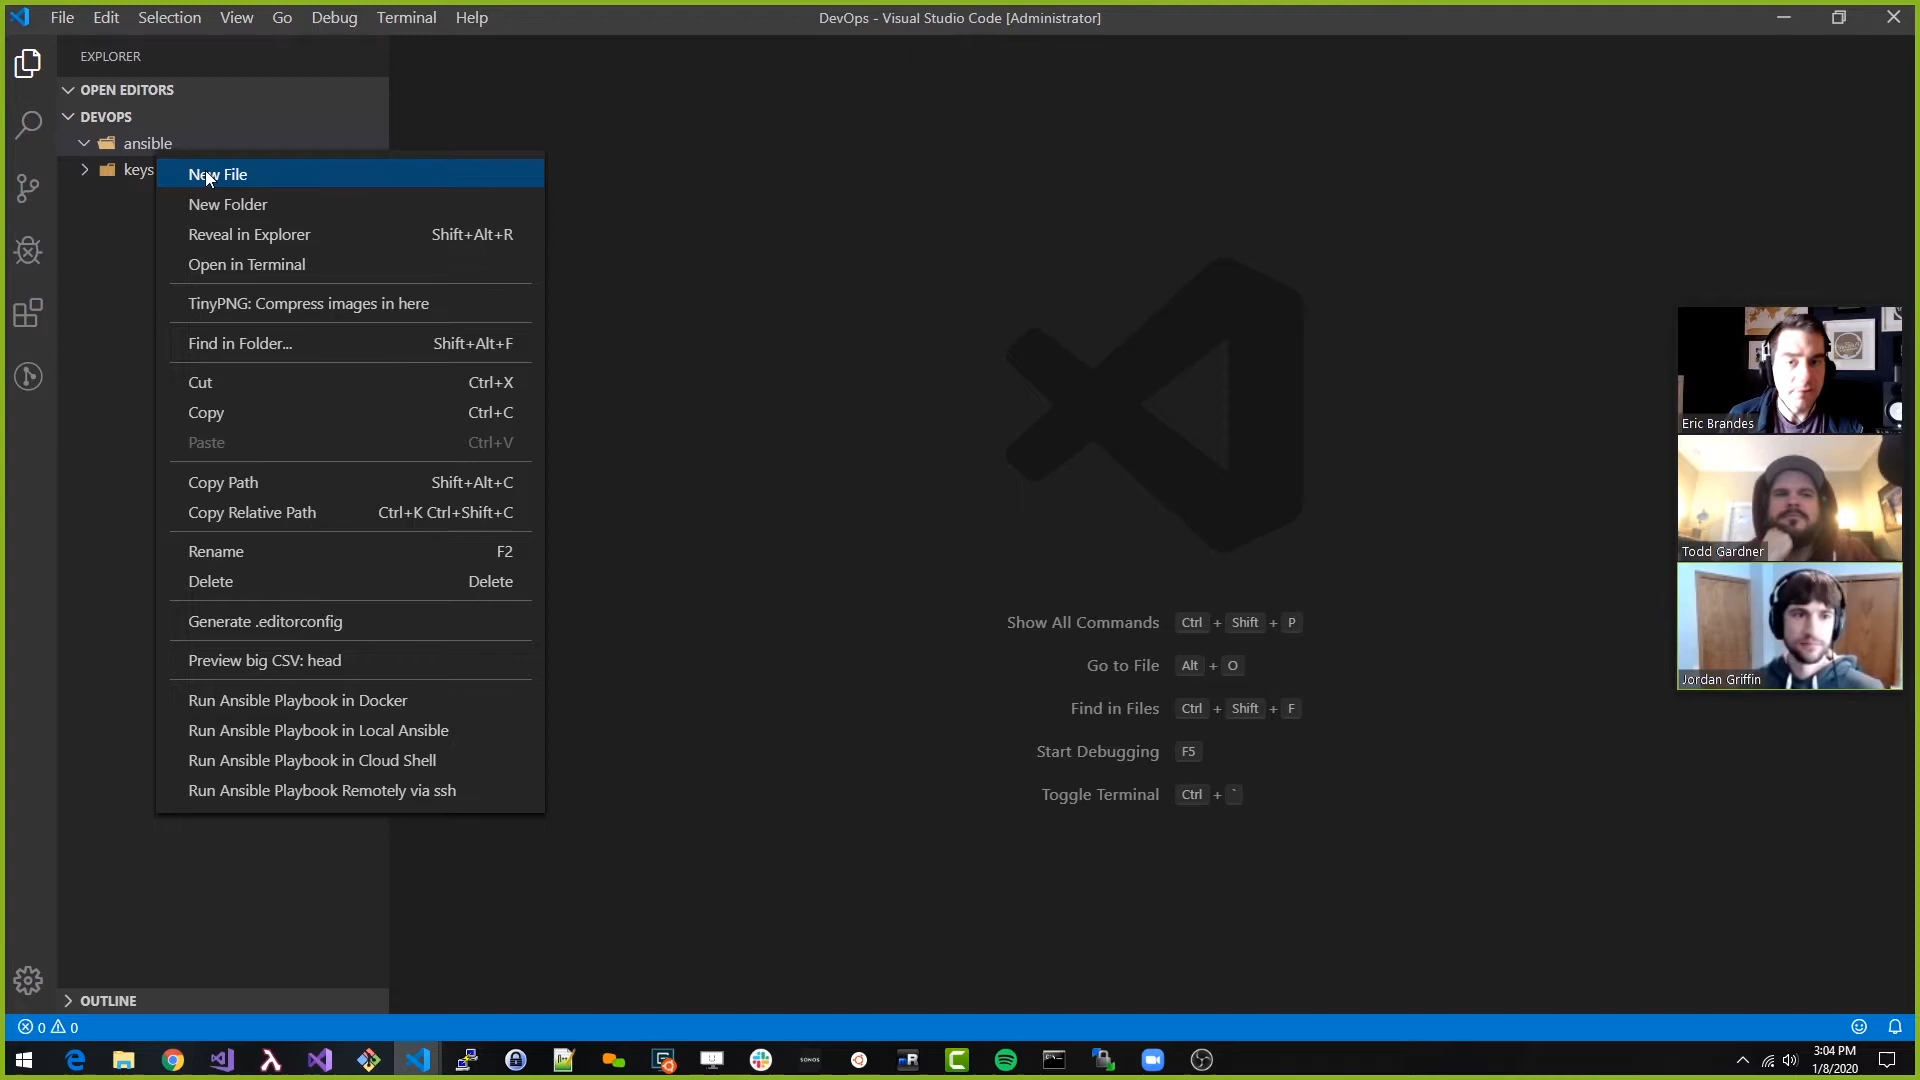 File Edit Selection View Go Debug Terminal Help
DevOps - Visual Studio Code [Administrator]
EXPLORER
OPEN EDITORS
DEVOPS
ansible
keys
New File
New Folder
Reveal in Explorer Shift+Alt+R
Open in Terminal
TinyPNG: Compress images in here
Find in Folder... Shift+Alt+F
Cut Ctrl+X
Copy Ctrl+C
Paste Ctrl+V
Copy Path Shift+Alt+C
Copy Relative Path Ctrl+K Ctrl+Shift+C
Rename F2
Delete Delete
Generate .editorconfig
Preview big CSV: head
Run Ansible Playbook in Docker
Run Ansible Playbook in Local Ansible
Run Ansible Playbook in Cloud Shell
Run Ansible Playbook Remotely via ssh
Show All Commands Ctrl + Shift + P
Go to File Alt + O
Find in Files Ctrl + Shift + F
Start Debugging F5
Toggle Terminal Ctrl + `
Eric Brandes
Todd Gardner
Jordan Griffin
OUTLINE
0 0
SONOS
3:04 PM
1/8/2020